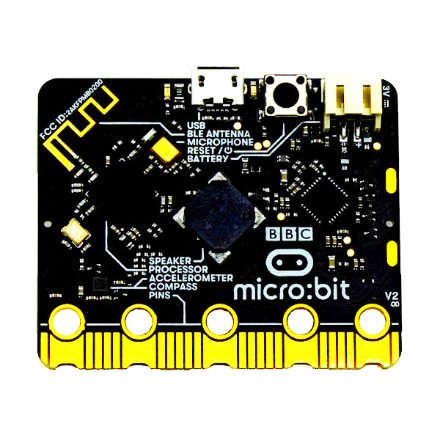 FCC ID:2AKFPMB0200
3V
USB
BLE ANTENNA
MICROPHONE
RESET / ⏻
BATTERY
BBC
SPEAKER
PROCESSOR
ACCELEROMETER
COMPASS
PINS
micro:bit
V2